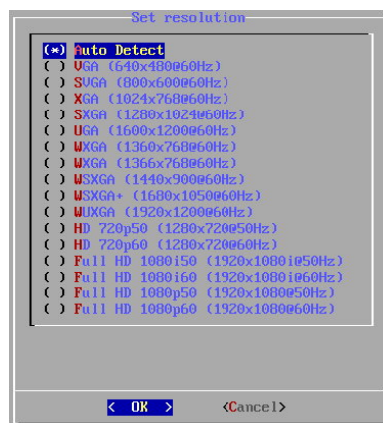 Set resolution
(*) Auto Detect
( ) VGA (640x480@60Hz)
( ) SVGA (800x600@60Hz)
( ) XGA (1024x768@60Hz)
( ) SXGA (1280x1024@60Hz)
( ) UGA (1600x1200@60Hz)
( ) WXGA (1360x768@60Hz)
( ) WXGA (1366x768@60Hz)
( ) WSXGA (1440x900@60Hz)
( ) WSXGA+ (1680x1050@60Hz)
( ) WUXGA (1920x1200@60Hz)
( ) HD 720p50 (1280x720@50Hz)
( ) HD 720p60 (1280x720@60Hz)
( ) Full HD 1080i50 (1920x1080i@50Hz)
( ) Full HD 1080i60 (1920x1080i@60Hz)
( ) Full HD 1080p50 (1920x1080@50Hz)
( ) Full HD 1080p60 (1920x1080@60Hz)
< OK > <Cancel>